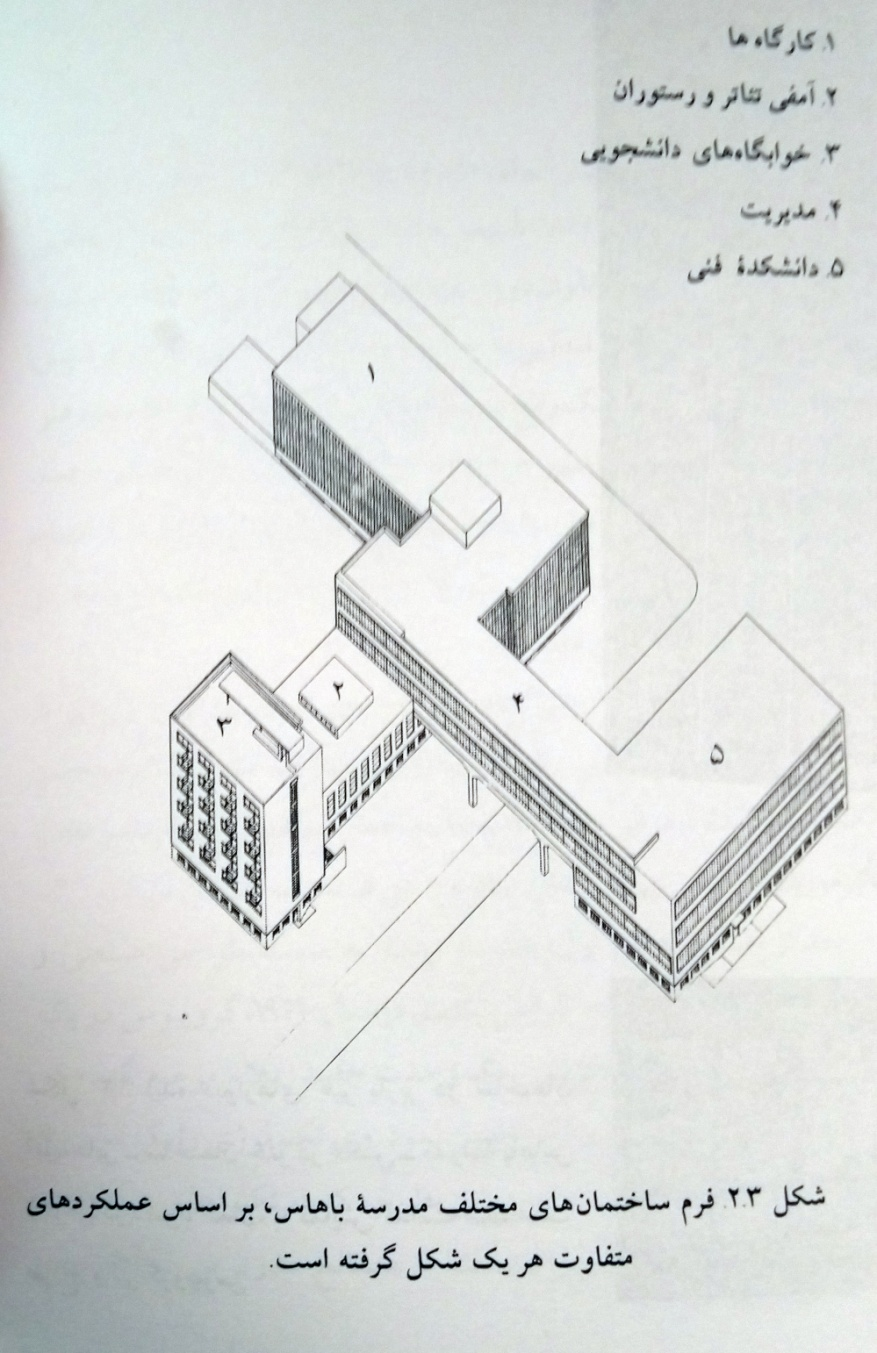 ۱. کارگاه ها
۲. آمفی تئاتر و رستوران
۳. خوابگاه‌های دانشجویی
۴. مدیریت
۵. دانشکدهٔ فنی
۱
۲
۳
۴
۵
شکل ۲.۳. فرم ساختمان‌های مختلف مدرسهٔ باهاس، بر اساس عملکردهای
متفاوت هر یک شکل گرفته است.